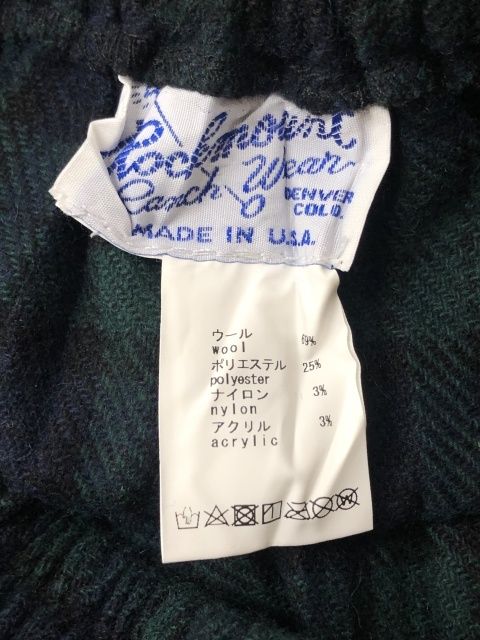 Rockmount
Ranch Wear
DENVER
COLO.
MADE IN U.S.A.
ウール 69%
wool
ポリエステル 25%
polyester
ナイロン 3%
nylon
アクリル 3%
acrylic